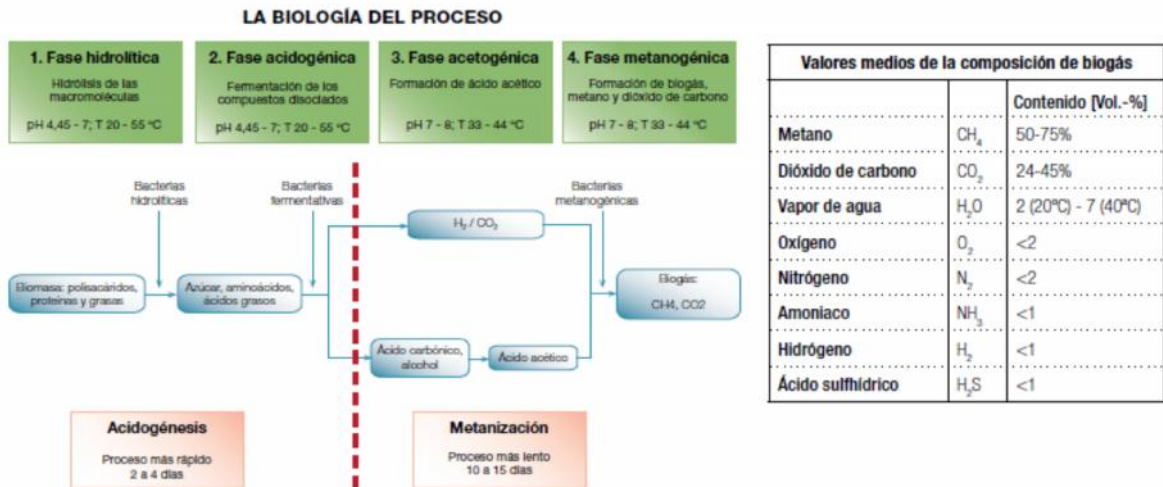 LA BIOLOGÍA DEL PROCESO
1. Fase hidrolítica
Hidrólisis de las
macromoléculas
pH 4,45 - 7; T 20 - 55 ºC
2. Fase acidogénica
Fermentación de los
compuestos disociados
pH 4,45 - 7; T 20 - 55 ºC
3. Fase acetogénica
Formación de ácido acético
pH 7 - 8; T 33 - 44 ºC
4. Fase metanogénica
Formación de biogás,
metano y dióxido de carbono
pH 7 - 8; T 33 - 44 ºC
Bacterias
hidrolíticas
Bacterias
fermentativas
Bacterias
metanogénicas
Biomasa: polisacáridos,
proteínas y grasas
Azúcar, aminoácidos,
ácidos grasos
H₂ / CO₂
Ácido carbónico,
alcohol
Ácido acético
Biogás:
CH4, CO2
Acidogénesis
Proceso más rápido
2 a 4 días
Metanización
Proceso más lento
10 a 15 días
Valores medios de la composición de biogás
Contenido [Vol.-%]
Metano CH₄ 50-75%
Dióxido de carbono CO₂ 24-45%
Vapor de agua H₂O 2 (20ºC) - 7 (40ºC)
Oxígeno O₂ <2
Nitrógeno N₂ <2
Amoniaco NH₃ <1
Hidrógeno H₂ <1
Ácido sulfhídrico H₂S <1